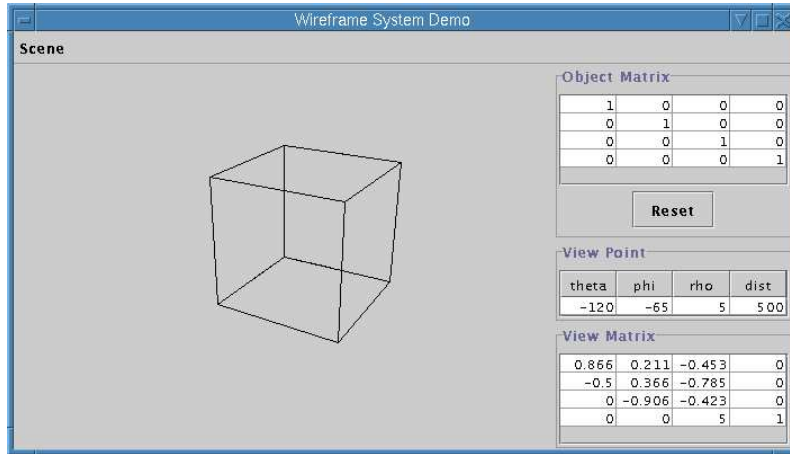 Wireframe System Demo
Scene
Object Matrix
1 0 0 0
0 1 0 0
0 0 1 0
0 0 0 1
Reset
View Point
theta phi rho dist
-120 -65 5 500
View Matrix
0.866 0.211 -0.453 0
-0.5 0.366 -0.785 0
0 -0.906 -0.423 0
0 0 5 1